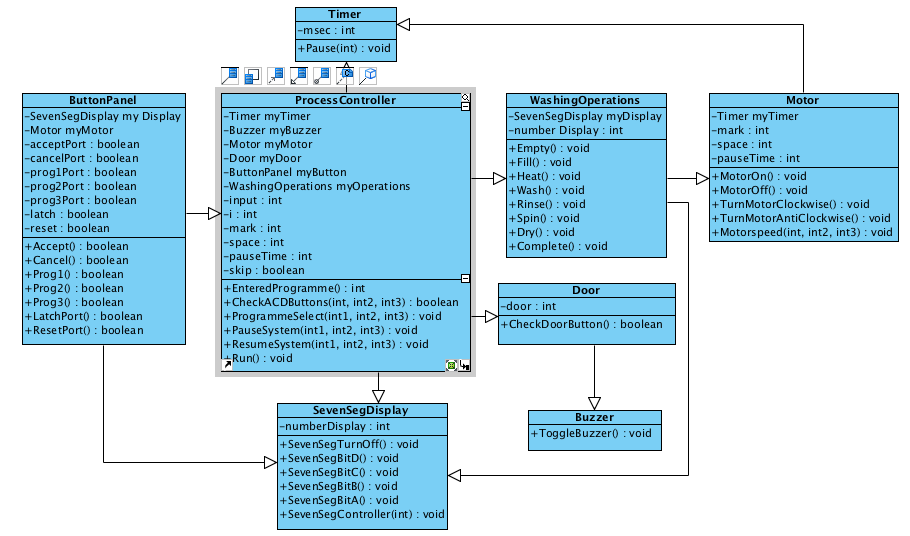 Timer
-msec : int
+Pause(int) : void
ButtonPanel
-SevenSegDisplay my Display
-Motor myMotor
-acceptPort : boolean
-cancelPort : boolean
-prog1Port : boolean
-prog2Port : boolean
-prog3Port : boolean
-latch : boolean
-reset : boolean
+Accept() : boolean
+Cancel() : boolean
+Prog1() : boolean
+Prog2() : boolean
+Prog3() : boolean
+LatchPort() : boolean
+ResetPort() : boolean
ProcessController
-Timer myTimer
-Buzzer myBuzzer
-Motor myMotor
-Door myDoor
-ButtonPanel myButton
-WashingOperations myOperations
-input : int
-i : int
-mark : int
-space : int
-pauseTime : int
-skip : boolean
+EnteredProgramme() : int
+CheckACDButtons(int, int2, int3) : boolean
+ProgrammeSelect(int, int2, int3) : void
+PauseSystem(int1, int2, int3) : void
+ResumeSystem(int1, int2, int3) : void
+Run() : void
WashingOperations
-SevenSegDisplay myDisplay
-number Display : int
+Empty() : void
+Fill() : void
+Heat() : void
+Wash() : void
+Rinse() : void
+Spin() : void
+Dry() : void
+Complete() : void
Motor
-Timer myTimer
-mark : int
-space : int
-pauseTime : int
+MotorOn() : void
+MotorOff() : void
+TurnMotorClockwise() : void
+TurnMotorAntiClockwise() : void
+Motorspeed(int, int2, int3) : void
Door
-door : int
+CheckDoorButton() : boolean
SevenSegDisplay
-numberDisplay : int
+SevenSegTurnOff() : void
+SevenSegBitD() : void
+SevenSegBitC() : void
+SevenSegBitB() : void
+SevenSegBitA() : void
+SevenSegController(int) : void
Buzzer
+ToggleBuzzer() : void